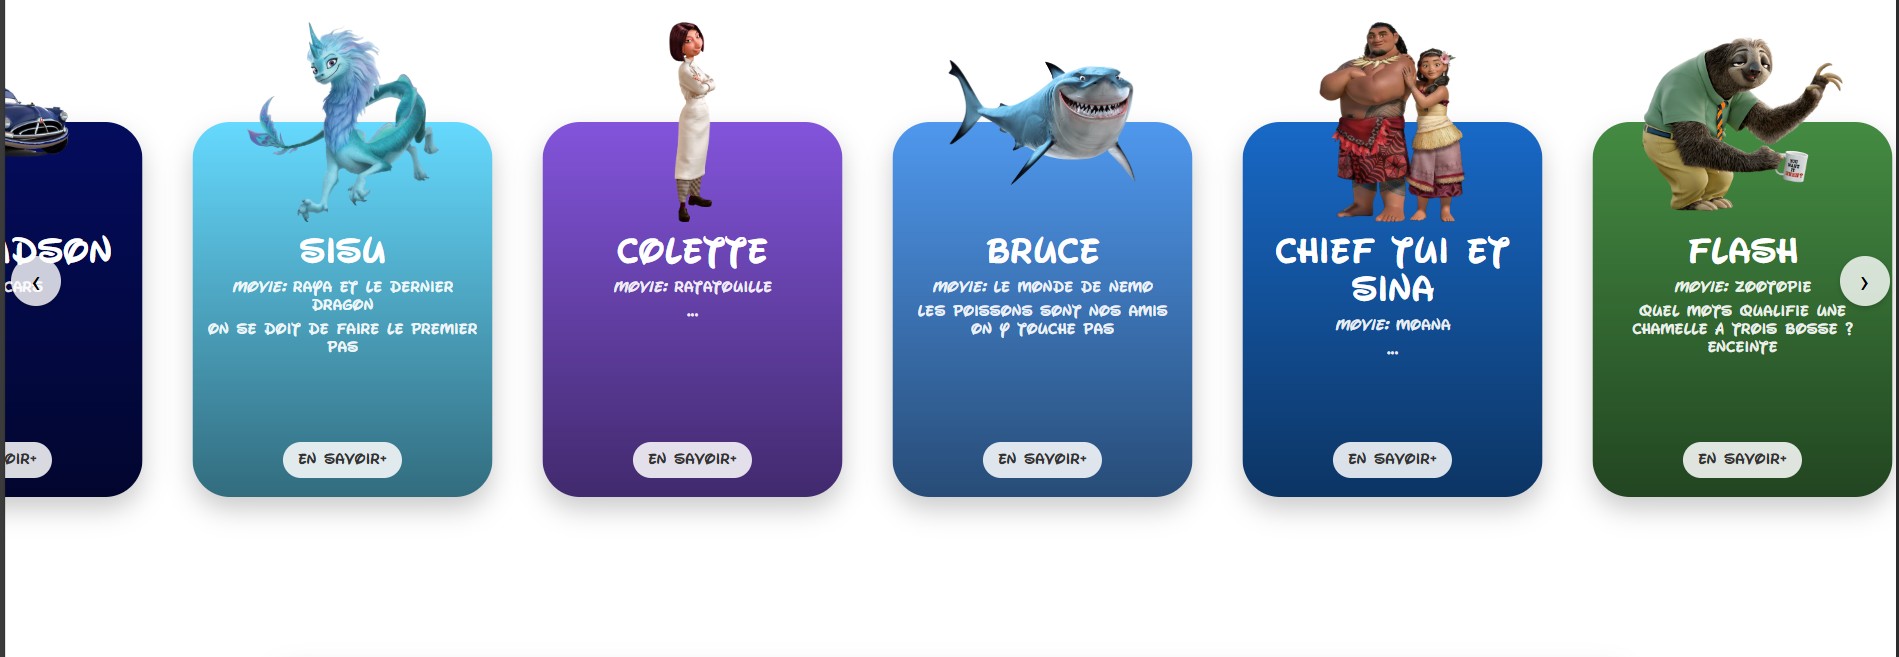 ADSON
CARS
OIR+
SISU
MOVIE: RAYA ET LE DERNIER
DRAGON
ON SE DOIT DE FAIRE LE PREMIER
PAS
EN SAVOIR+
COLETTE
MOVIE: RATATOUILLE
...
EN SAVOIR+
BRUCE
MOVIE: LE MONDE DE NEMO
LES POISSONS SONT NOS AMIS
ON Y TOUCHE PAS
EN SAVOIR+
CHIEF TUI ET
SINA
MOVIE: MOANA
...
EN SAVOIR+
FLASH
MOVIE: ZOOTOPIE
QUEL MOTS QUALIFIE UNE
CHAMELLE A TROIS BOSSE ?
ENCEINTE
EN SAVOIR+